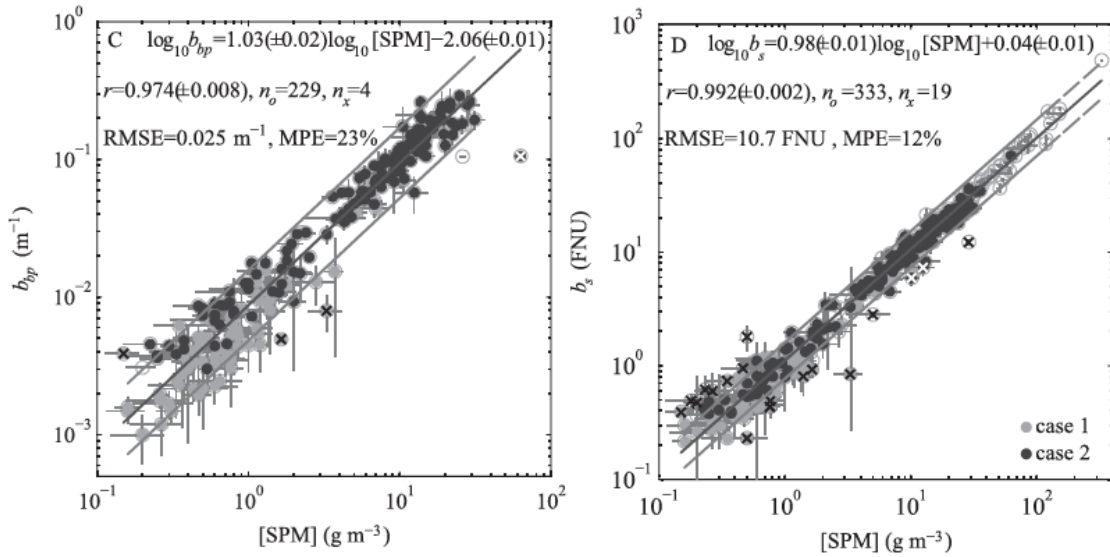 C log₁₀ b_bp=1.03(±0.02)log₁₀ [SPM]−2.06(±0.01)
r=0.974(±0.008), n_o=229, n_x=4
RMSE=0.025 m⁻¹, MPE=23%
10⁻¹
10⁻²
10⁻³
b_bp (m⁻¹)
10⁻¹ 10⁰ 10¹ 10²
[SPM] (g m⁻³)
D log₁₀ b_s=0.98(±0.01)log₁₀ [SPM]+0.04(±0.01)
r=0.992(±0.002), n_o=333, n_x=19
RMSE=10.7 FNU , MPE=12%
10³
10²
10¹
10⁰
10⁻¹
b_s (FNU)
case 1
case 2
10⁻¹ 10⁰ 10¹ 10²
[SPM] (g m⁻³)